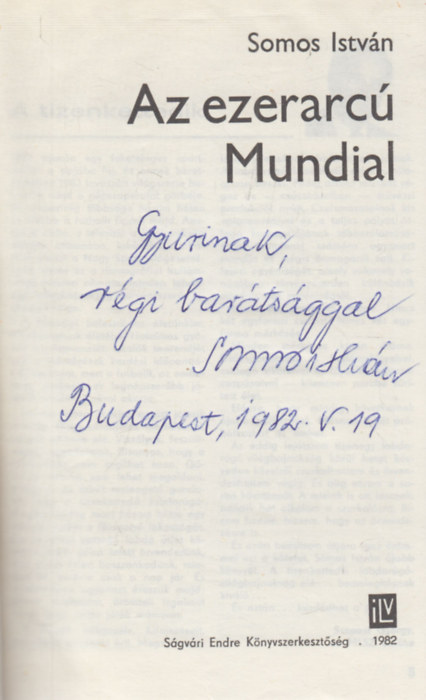 Somos István
Az ezerarcú
Mundial
Gyurinak,
régi barátsággal
Somos István
Budapest, 1982. V. 19
ILV
Ságvári Endre Könyvszerkesztőség . 1982